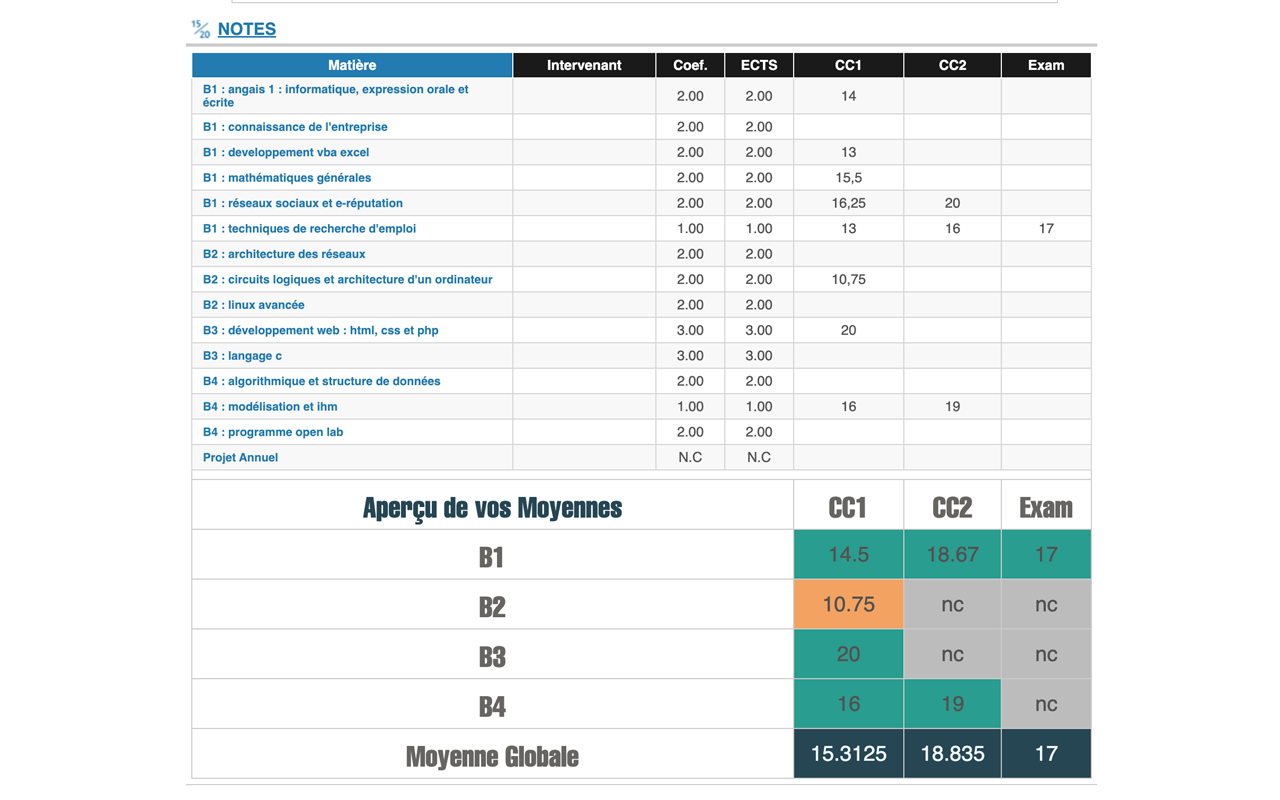 15/20 NOTES
Matière Intervenant Coef. ECTS CC1 CC2 Exam
B1 : angais 1 : informatique, expression orale et
écrite 2.00 2.00 14
B1 : connaissance de l'entreprise 2.00 2.00
B1 : developpement vba excel 2.00 2.00 13
B1 : mathématiques générales 2.00 2.00 15,5
B1 : réseaux sociaux et e-réputation 2.00 2.00 16,25 20
B1 : techniques de recherche d'emploi 1.00 1.00 13 16 17
B2 : architecture des réseaux 2.00 2.00
B2 : circuits logiques et architecture d'un ordinateur 2.00 2.00 10,75
B2 : linux avancée 2.00 2.00
B3 : développement web : html, css et php 3.00 3.00 20
B3 : langage c 3.00 3.00
B4 : algorithmique et structure de données 2.00 2.00
B4 : modélisation et ihm 1.00 1.00 16 19
B4 : programme open lab 2.00 2.00
Projet Annuel N.C N.C
Aperçu de vos Moyennes CC1 CC2 Exam
B1 14.5 18.67 17
B2 10.75 nc nc
B3 20 nc nc
B4 16 19 nc
Moyenne Globale 15.3125 18.835 17